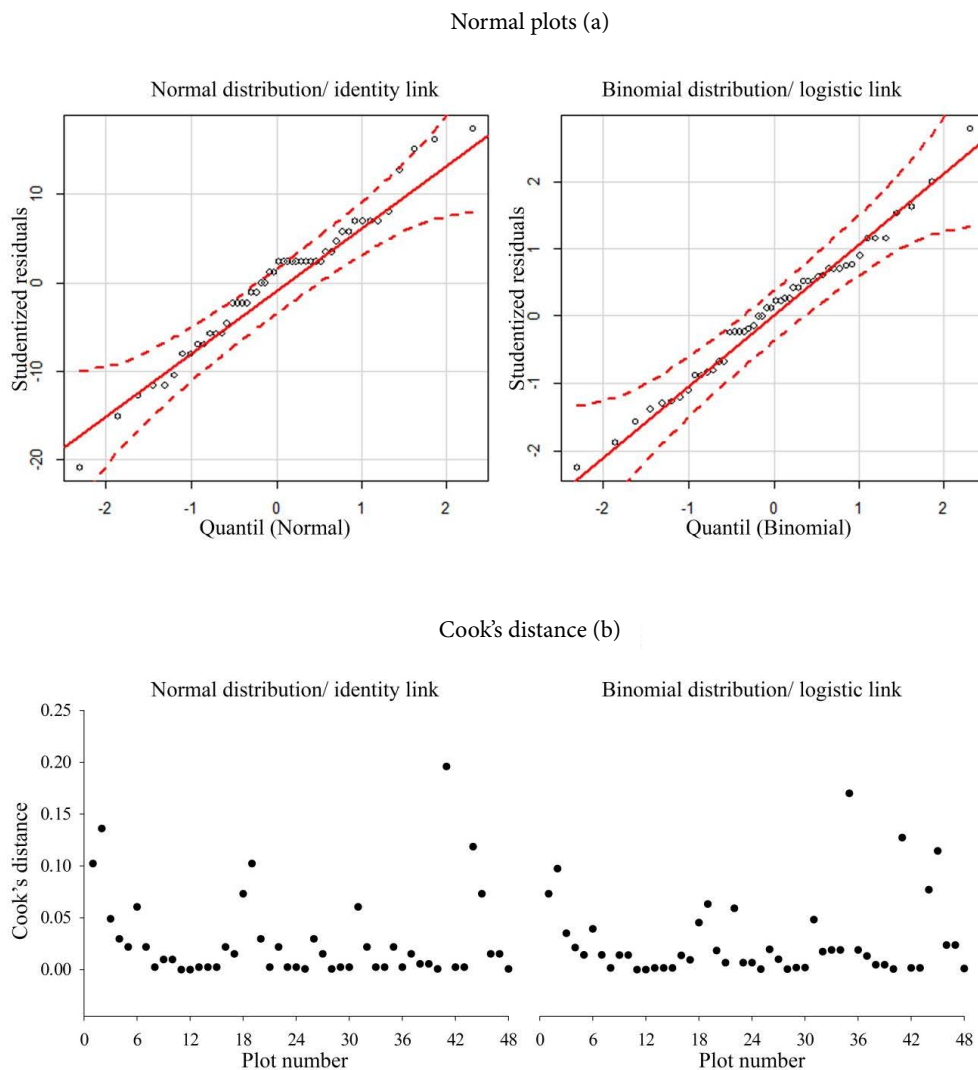 Normal plots (a)
Normal distribution/ identity link
Binomial distribution/ logistic link
Studentized residuals
10
0
-10
-20
-2
-1
0
1
2
Quantil (Normal)
Studentized residuals
2
1
0
-1
-2
-2
-1
0
1
2
Quantil (Binomial)
Cook's distance (b)
Normal distribution/ identity link
Binomial distribution/ logistic link
Cook's distance
0.25
0.20
0.15
0.10
0.05
0.00
0 6 12 18 24 30 36 42 48
Plot number
0 6 12 18 24 30 36 42 48
Plot number